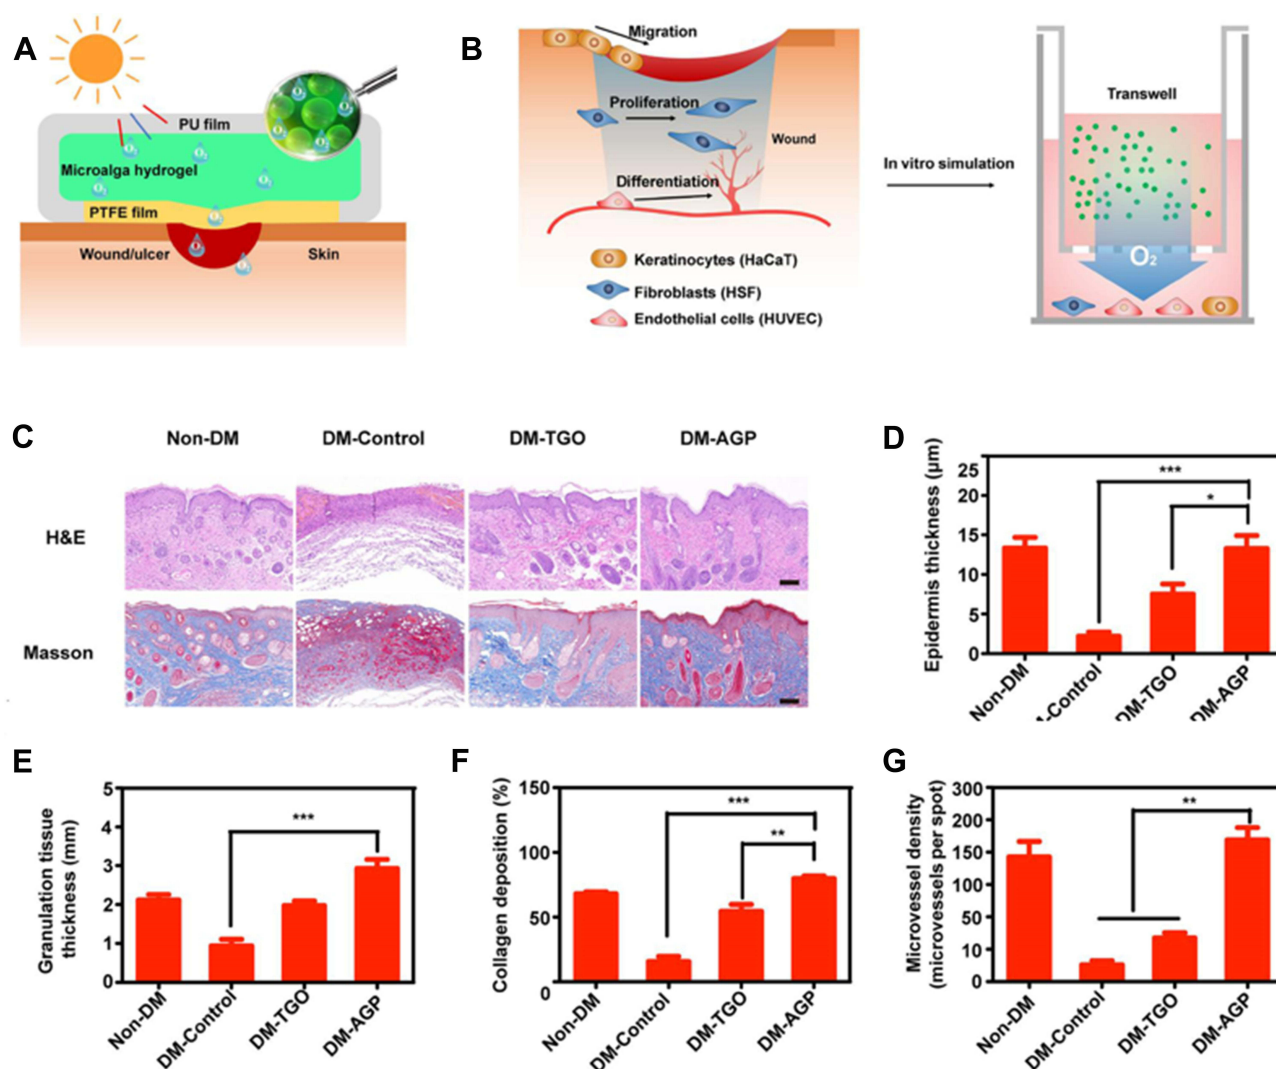 A
PU film
Microalga hydrogel
PTFE film
Wound/ulcer
Skin
B
Migration
Proliferation
Wound
Differentiation
Keratinocytes (HaCaT)
Fibroblasts (HSF)
Endothelial cells (HUVEC)
In vitro simulation
Transwell
O₂
C
Non-DM DM-Control DM-TGO DM-AGP
H&E
Masson
D
Epidermis thickness (μm)
25
20
15
10
5
0
***
*
Non-DM
-Control
DM-TGO
DM-AGP
E
Granulation tissue
thickness (mm)
5
4
3
2
1
0
***
Non-DM
DM-Control
DM-TGO
DM-AGP
F
Collagen deposition (%)
150
100
50
0
***
**
Non-DM
DM-Control
DM-TGO
DM-AGP
G
Microvessel density
(microvessels per spot)
300
200
150
100
50
10
0
**
Non-DM
DM-Control
DM-TGO
DM-AGP